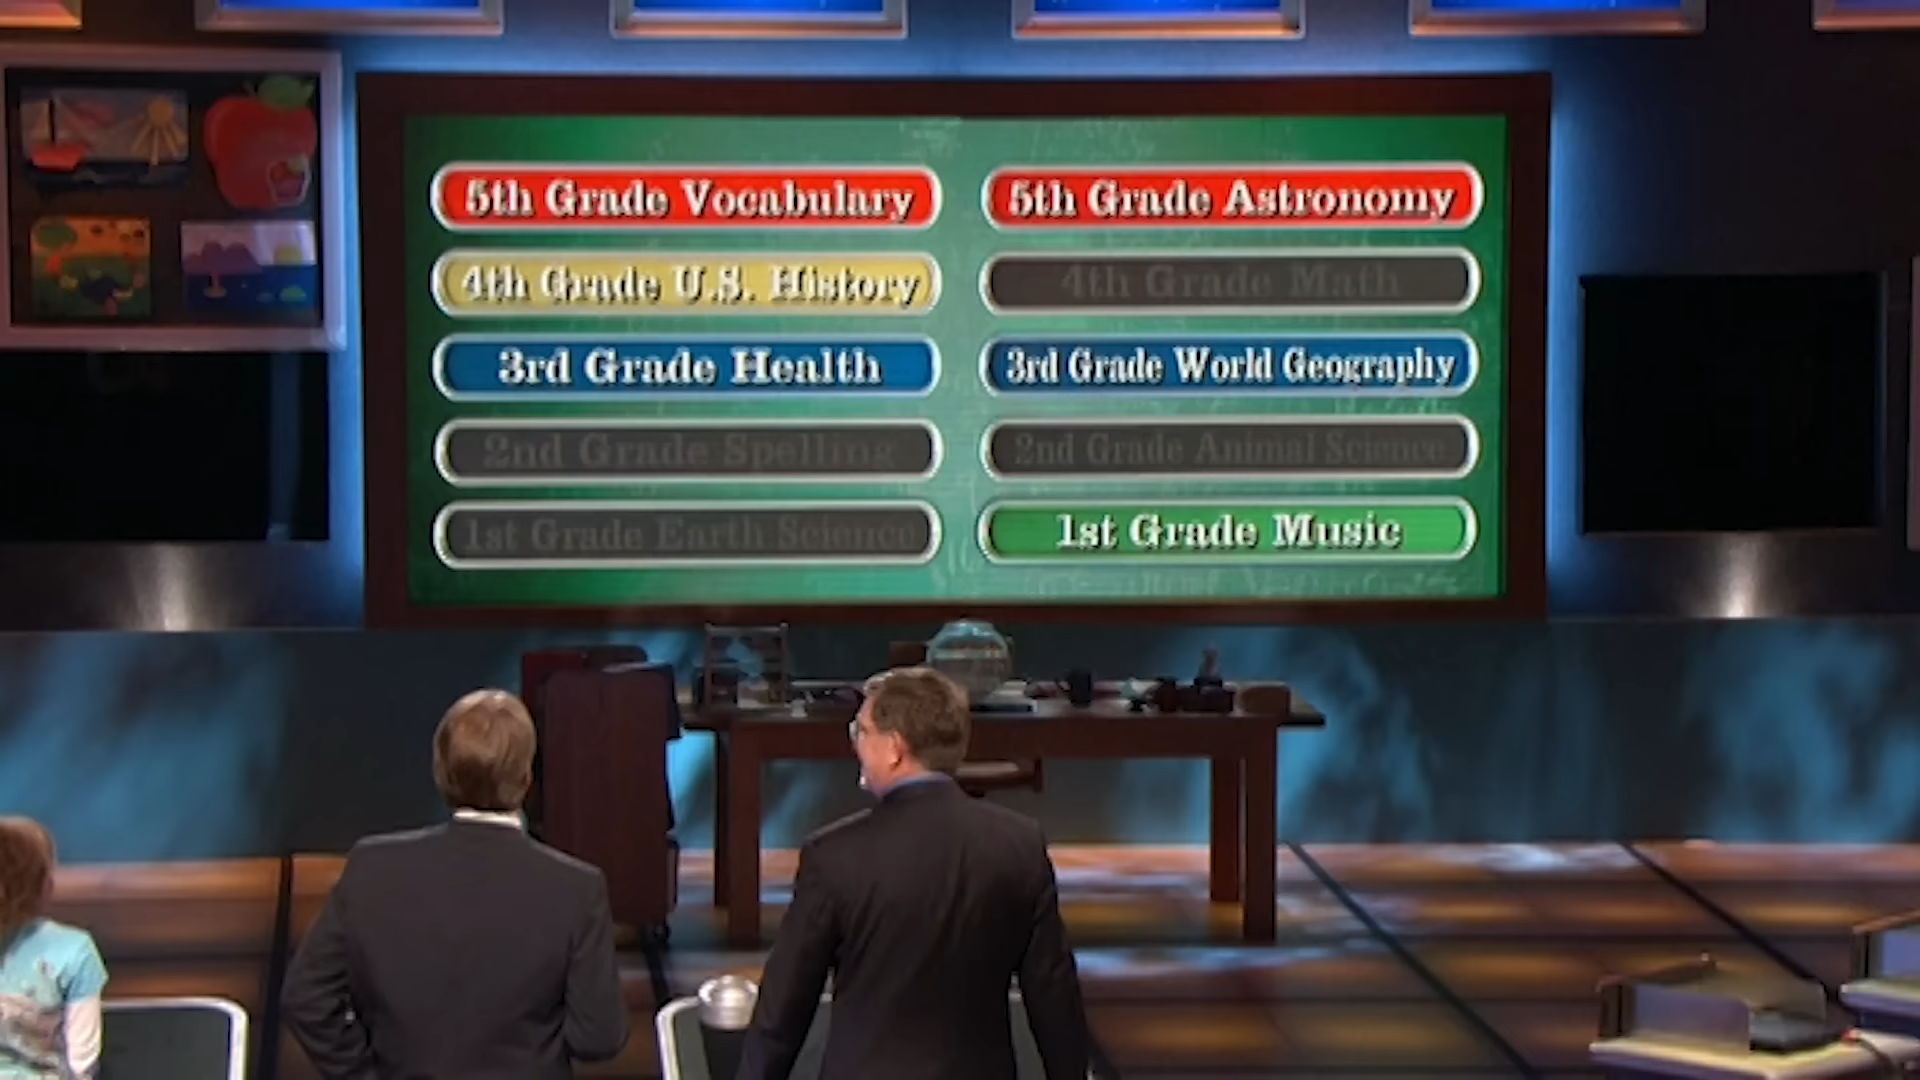 5th Grade Vocabulary
5th Grade Astronomy
4th Grade U.S. History
4th Grade Math
3rd Grade Health
3rd Grade World Geography
2nd Grade Spelling
2nd Grade Animal Science
1st Grade Earth Science
1st Grade Music